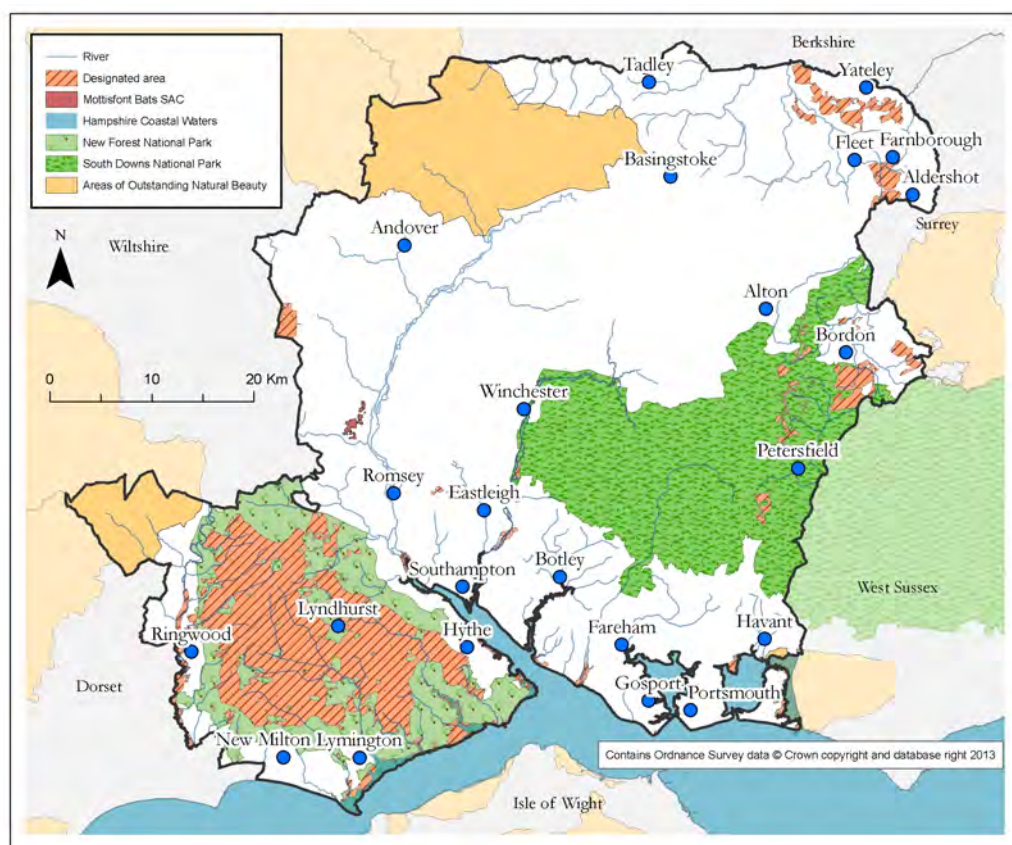 River
Designated area
Mottisfont Bats SAC
Hampshire Coastal Waters
New Forest National Park
South Downs National Park
Areas of Outstanding Natural Beauty
Berkshire
Tadley
Yateley
Fleet
Farnborough
Basingstoke
Aldershot
Surrey
Wiltshire
N
Andover
Alton
Bordon
0 10 20 Km
Winchester
Petersfield
Romsey
Eastleigh
Southampton
Botley
West Sussex
Lyndhurst
Ringwood
Hythe
Fareham
Havant
Dorset
Gosport
Portsmouth
New Milton
Lymington
Contains Ordnance Survey data © Crown copyright and database right 2013
Isle of Wight